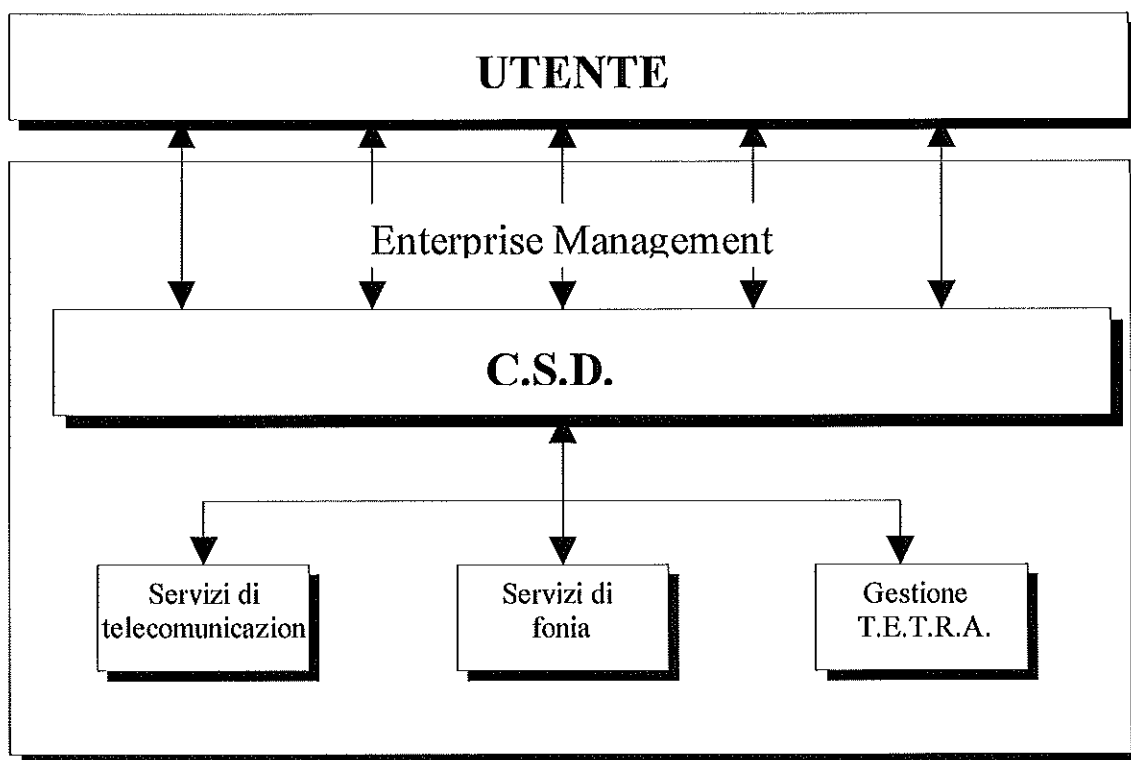 UTENTE
Enterprise Management
C.S.D.
Servizi di
telecomunicazion
Servizi di
fonia
Gestione
T.E.T.R.A.